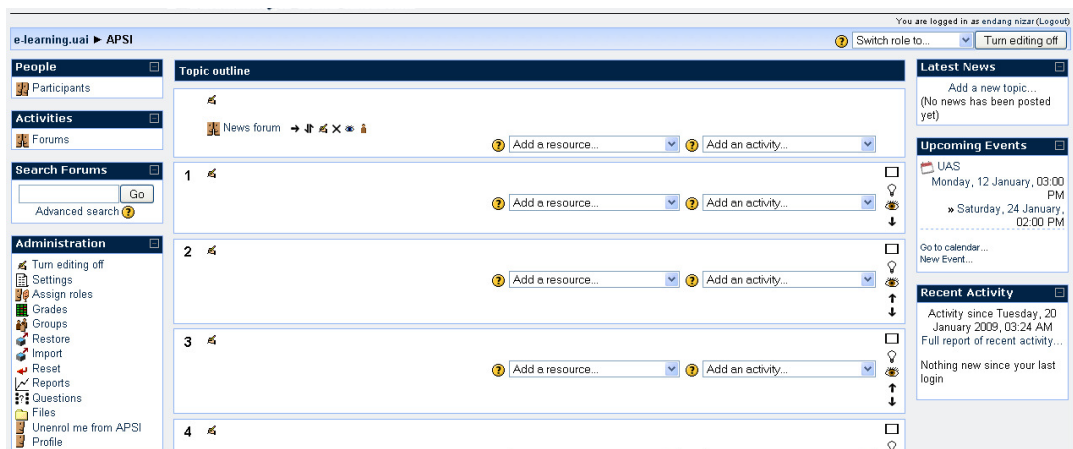 You are logged in as endang nizar (Logout)
e-learning.uai ► APSI
Switch role to...
Turn editing off
People
Participants
Activities
Forums
Search Forums
Go
Advanced search
Administration
Turn editing off
Settings
Assign roles
Grades
Groups
Restore
Import
Reset
Reports
Questions
Files
Unenrol me from APSI
Profile
Topic outline
News forum
Add a resource...
Add an activity...
1
Add a resource...
Add an activity...
2
Add a resource...
Add an activity...
3
Add a resource...
Add an activity...
4
Latest News
Add a new topic...
(No news has been posted
yet)
Upcoming Events
UAS
Monday, 12 January, 03:00
PM
» Saturday, 24 January,
02:00 PM
Go to calendar...
New Event...
Recent Activity
Activity since Tuesday, 20
January 2009, 03:24 AM
Full report of recent activity...
Nothing new since your last
login